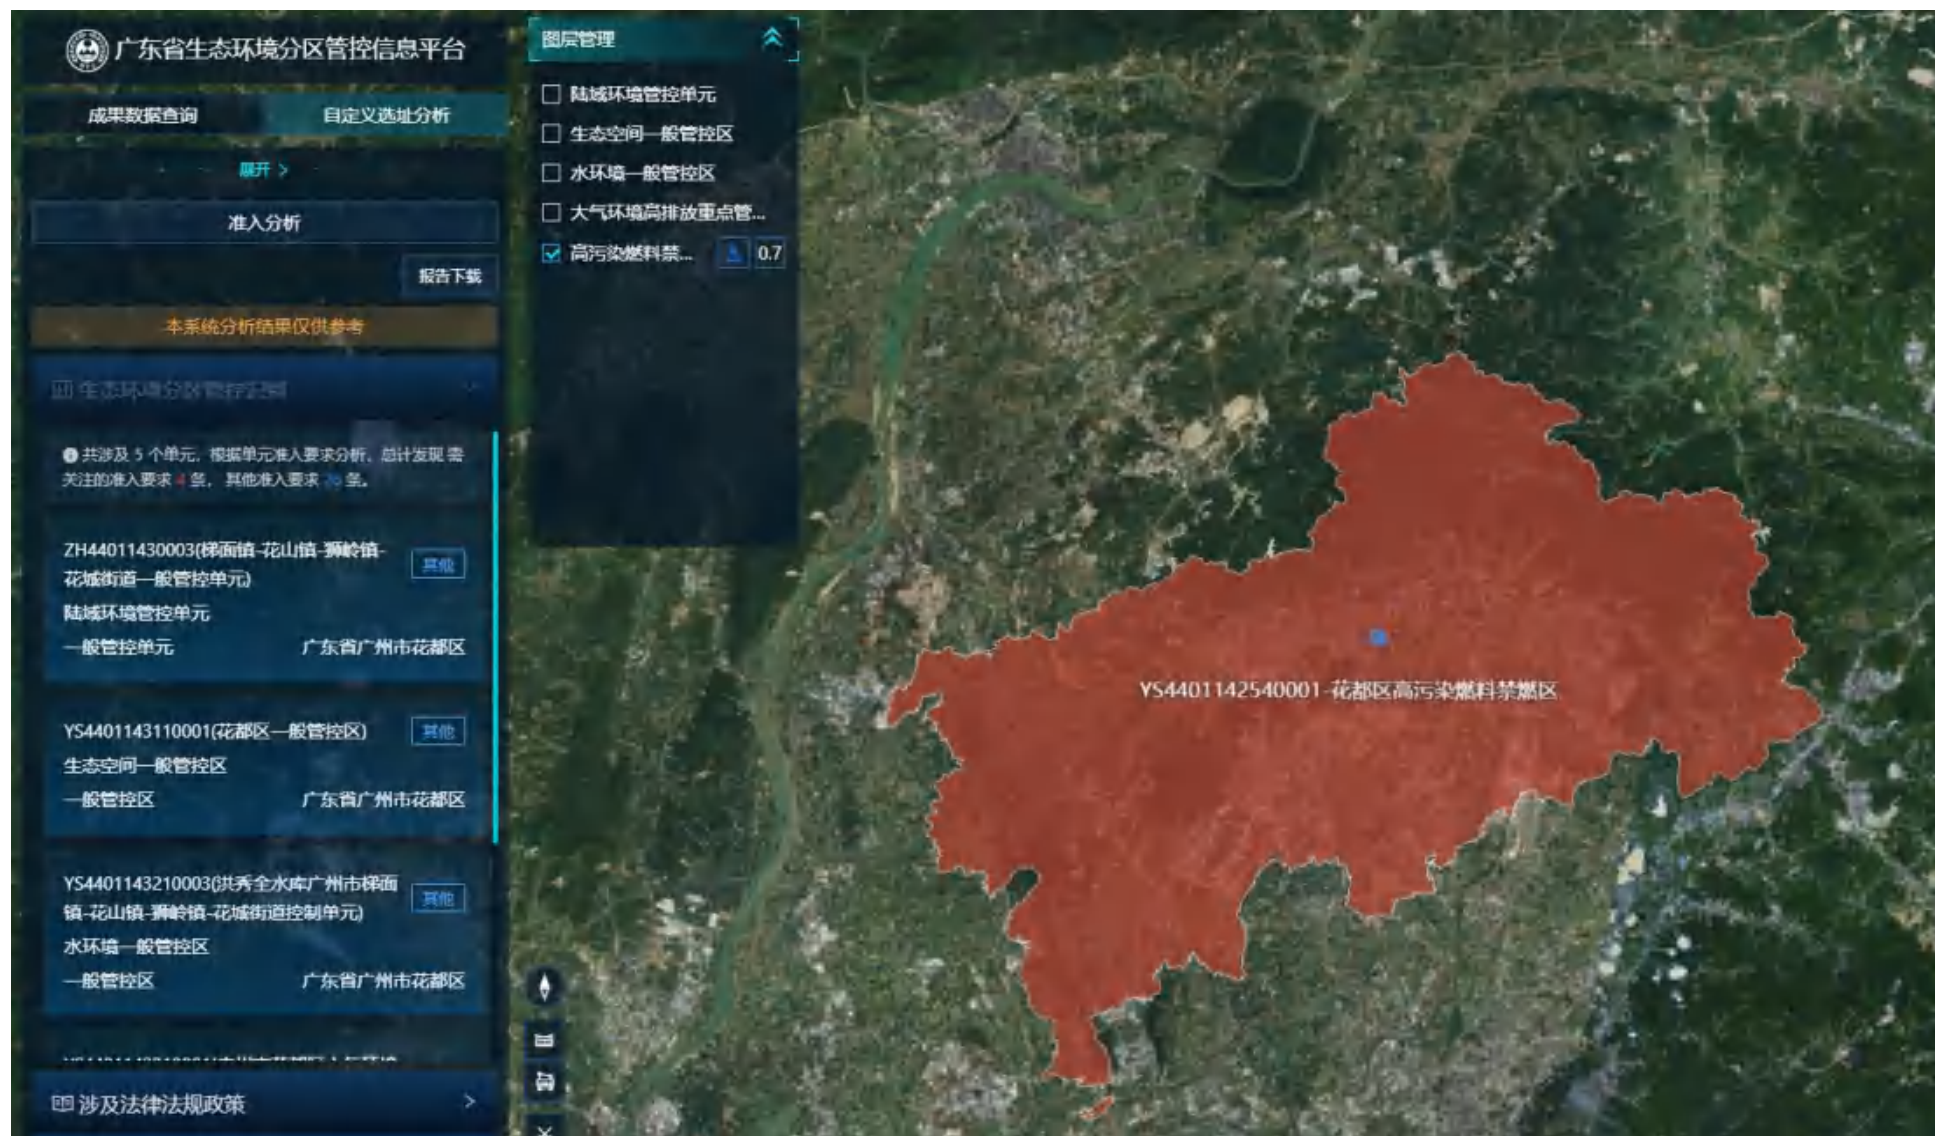 广东省生态环境分区管控信息平台
成果数据查询
自定义选址分析
展开 >
准入分析
报告下载
本系统分析结果仅供参考
共涉及 5 个单元，根据单元准入要求分析，总计发现 需
关注的准入要求 4 条， 其他准入要求 条。
ZH44011430003(梯面镇-花山镇-狮岭镇-
花城街道一般管控单元)
其他
陆域环境管控单元
一般管控单元
广东省广州市花都区
YS4401143110001(花都区一般管控区)
其他
生态空间一般管控区
一般管控区
广东省广州市花都区
YS4401143210003(洪秀全水库广州市梯面
镇-花山镇-狮岭镇-花城街道控制单元)
其他
水环境一般管控区
一般管控区
广东省广州市花都区
涉及法律法规政策
图层管理
陆域环境管控单元
生态空间一般管控区
水环境一般管控区
大气环境高排放重点管...
高污染燃料禁...
0.7
YS4401142540001-花都区高污染燃料禁燃区